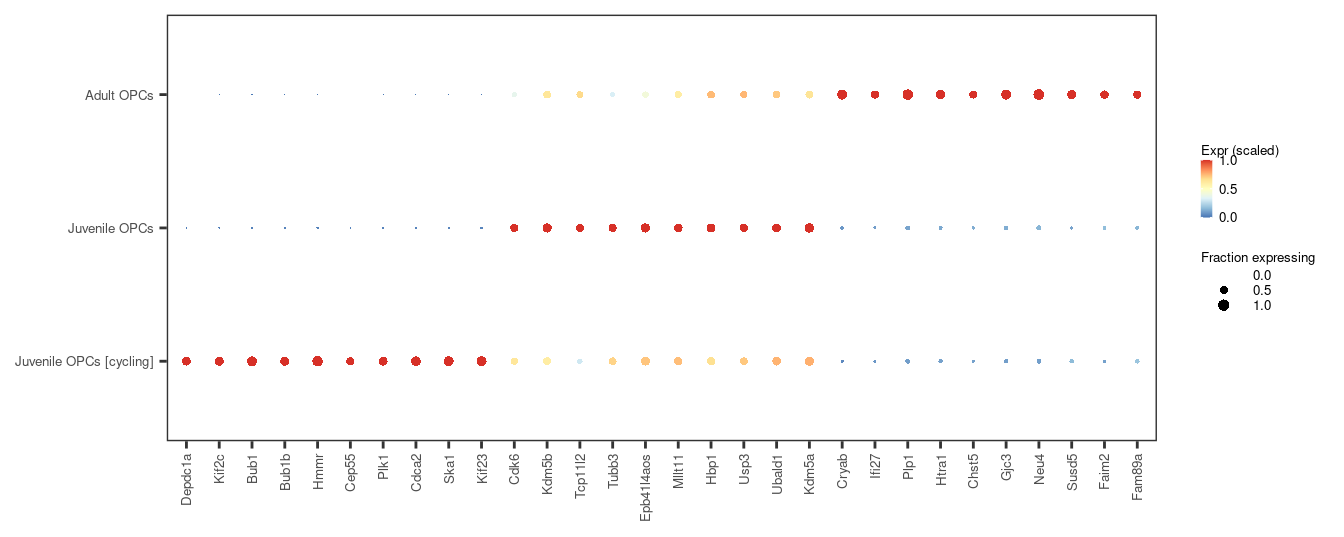 Adult OPCs
Juvenile OPCs
Juvenile OPCs [cycling]
Depdc1a
Kif2c
Bub1
Bub1b
Hmmr
Cep55
Plk1
Cdca2
Ska1
Kif23
Cdk6
Kdm5b
Tcp11l2
Tubb3
Epb41l4aos
Mllt11
Hbp1
Usp3
Ubald1
Kdm5a
Cryab
Ifi27
Plp1
Htra1
Chst5
Gjc3
Neu4
Susd5
Faim2
Fam89a
Expr (scaled)
1.0
0.5
0.0
Fraction expressing
0.0
0.5
1.0